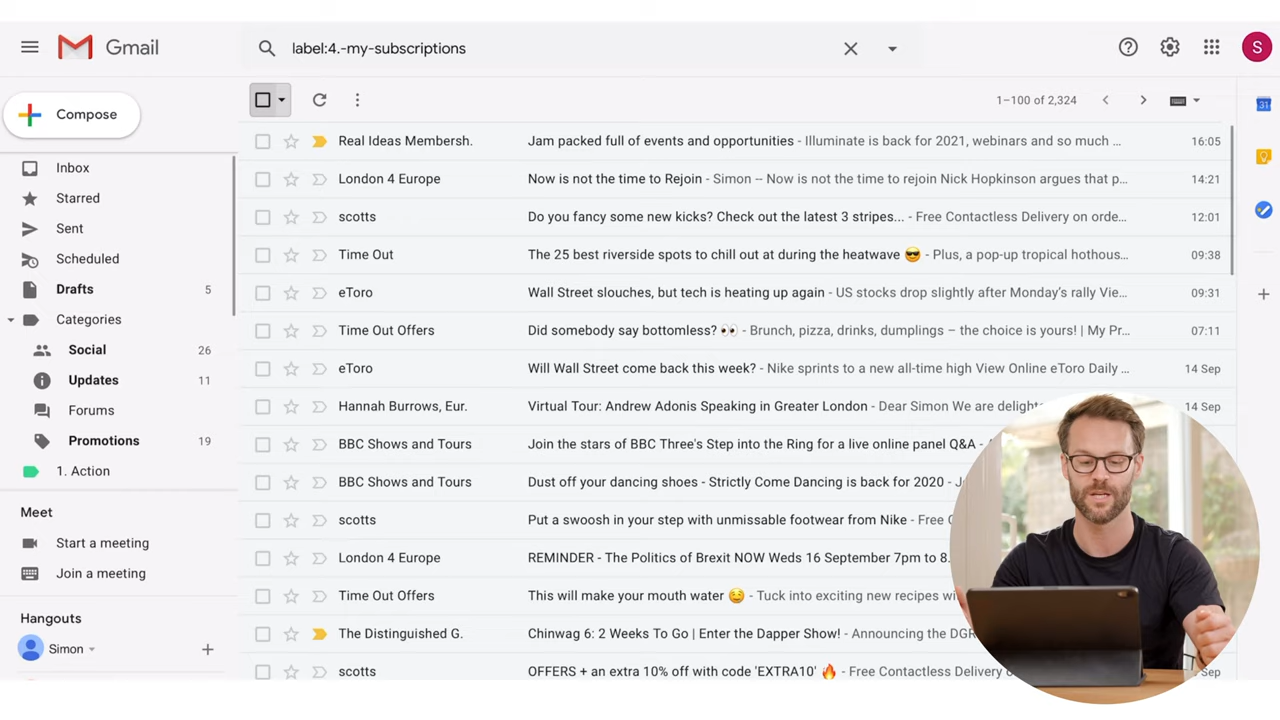 Gmail
label:4.-my-subscriptions
S
Compose
1–100 of 2,324
31
Inbox
Starred
Sent
Scheduled
Drafts 5
Categories
Social 26
Updates 11
Forums
Promotions 19
1. Action
Meet
Start a meeting
Join a meeting
Hangouts
Simon
Real Ideas Membersh. Jam packed full of events and opportunities - Illuminate is back for 2021, webinars and so much … 16:05
London 4 Europe Now is not the time to Rejoin - Simon -- Now is not the time to rejoin Nick Hopkinson argues that p… 14:21
scotts Do you fancy some new kicks? Check out the latest 3 stripes... - Free Contactless Delivery on orde… 12:01
Time Out The 25 best riverside spots to chill out at during the heatwave 😎 - Plus, a pop-up tropical hothous… 09:38
eToro Wall Street slouches, but tech is heating up again - US stocks drop slightly after Monday's rally Vie… 09:31
Time Out Offers Did somebody say bottomless? 👀 - Brunch, pizza, drinks, dumplings – the choice is yours! | My Pr… 07:11
eToro Will Wall Street come back this week? - Nike sprints to a new all-time high View Online eToro Daily … 14 Sep
Hannah Burrows, Eur. Virtual Tour: Andrew Adonis Speaking in Greater London - Dear Simon We are deligh 14 Sep
BBC Shows and Tours Join the stars of BBC Three's Step into the Ring for a live online panel Q&A -
BBC Shows and Tours Dust off your dancing shoes - Strictly Come Dancing is back for 2020 -
scotts Put a swoosh in your step with unmissable footwear from Nike - Free
London 4 Europe REMINDER - The Politics of Brexit NOW Weds 16 September 7pm to 8.
Time Out Offers This will make your mouth water 😋 - Tuck into exciting new recipes
The Distinguished G. Chinwag 6: 2 Weeks To Go | Enter the Dapper Show! - Announcing the DGR
scotts OFFERS + an extra 10% off with code 'EXTRA10' 🔥 - Free Contactless Delivery Sep